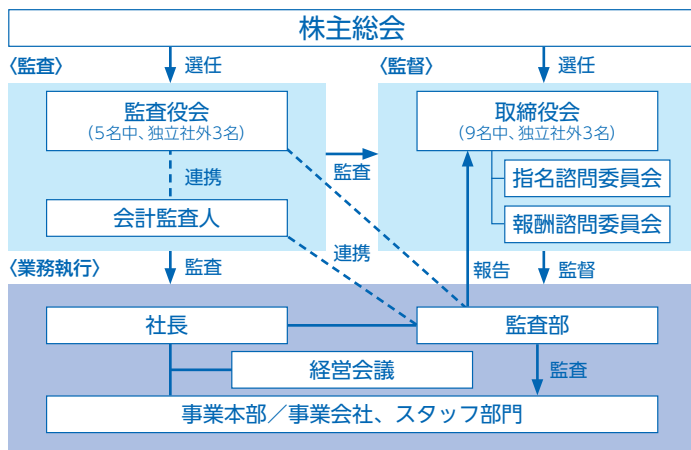 株主総会
〈監査〉
選任
〈監督〉
選任
監査役会
(5名中、独立社外3名)
取締役会
(9名中、独立社外3名)
監査
連携
指名諮問委員会
会計監査人
報酬諮問委員会
連携
〈業務執行〉
監査
報告
監督
社長
監査部
経営会議
監査
事業本部／事業会社、スタッフ部門